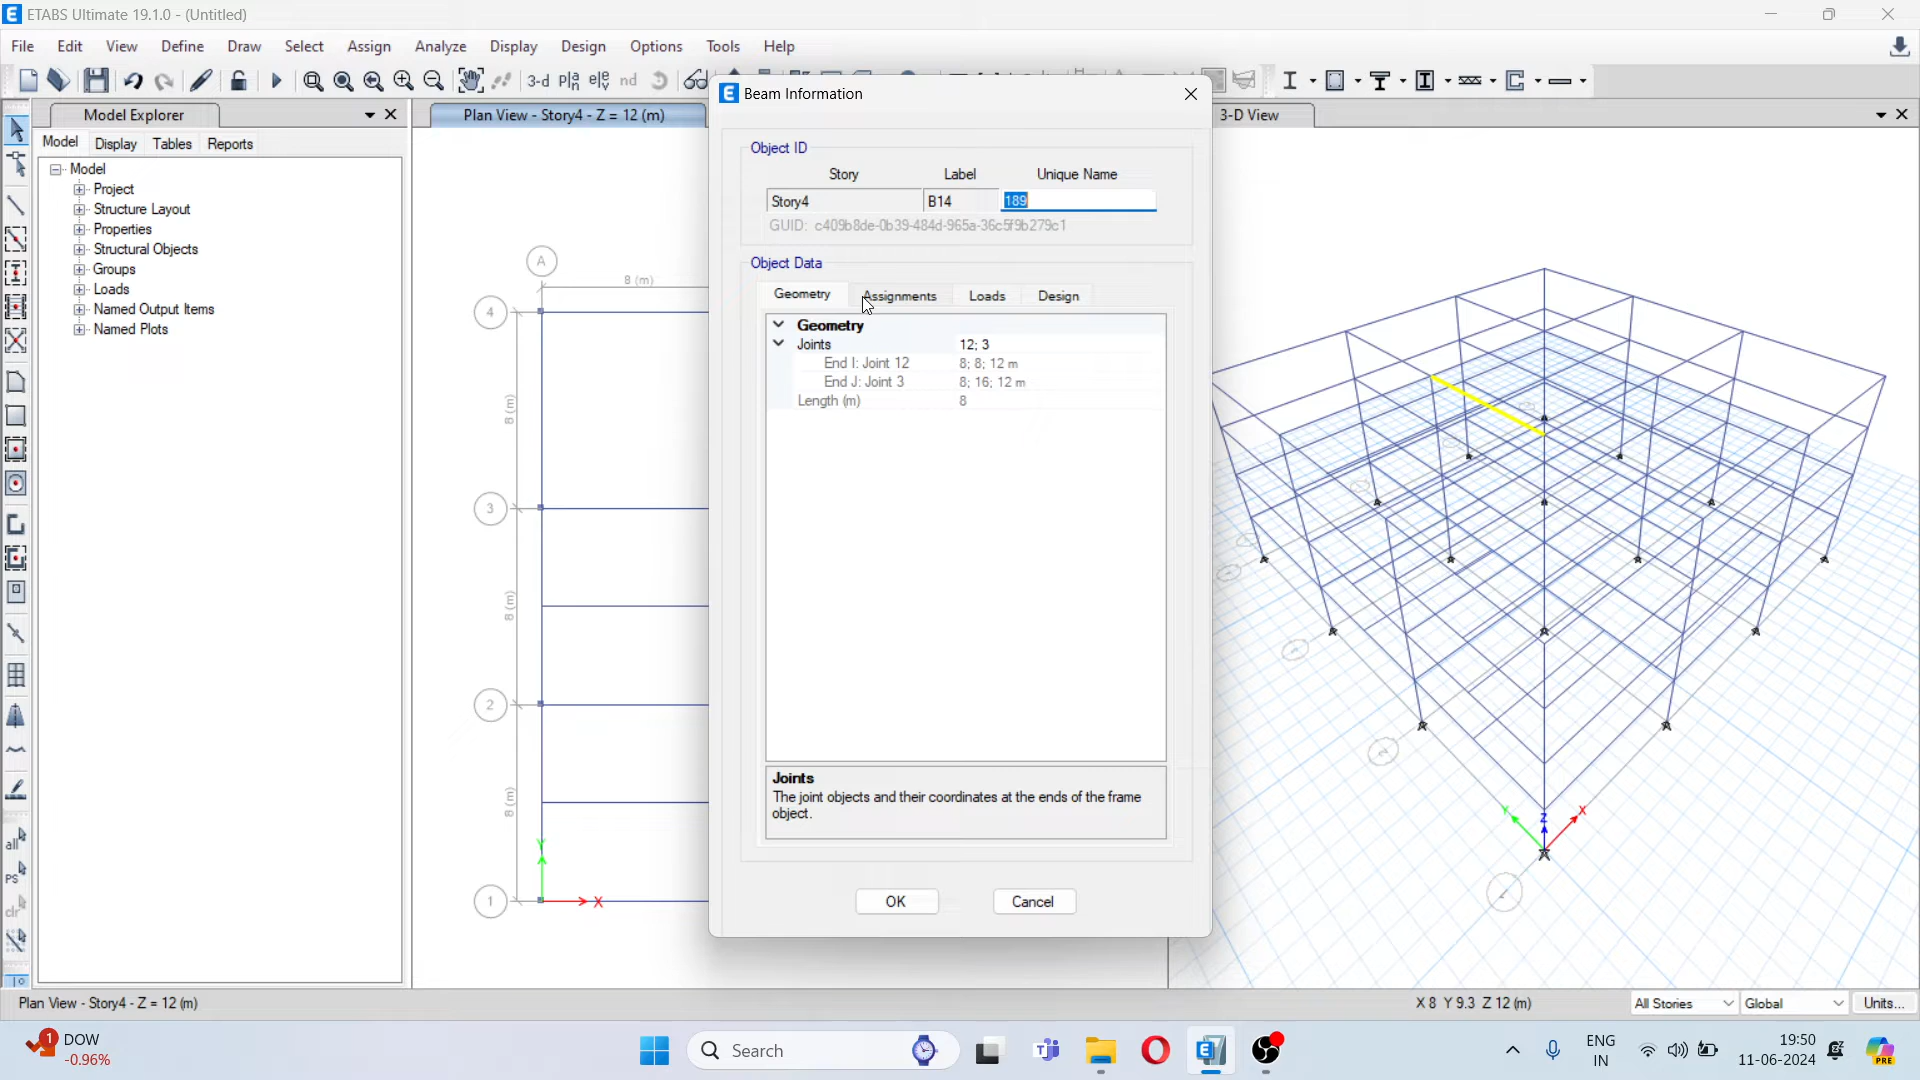 ETABS Ultimate 19.1.0 - (Untitled)
File Edit View Define Draw Select Assign Analyze Display Design Options Tools Help
3-d nd
Model Explorer
Model Display Tables Reports
Model
Project
Structure Layout
Properties
Structural Objects
Groups
Loads
Named Output Items
Named Plots
all
PS
clr
Plan View - Story4 - Z = 12 (m)
A
8 (m)
4
8 (m)
3
8 (m)
2
8 (m)
1
Y
X
Beam Information
Object ID
Story Label Unique Name
Story4 B14 189
GUID: c409b8de-0b39-484d-965a-36c5f9b279c1
Object Data
Geometry Assignments Loads Design
Geometry
Joints 12; 3
End I: Joint 12 8; 8; 12 m
End J: Joint 3 8; 16; 12 m
Length (m) 8
Joints
The joint objects and their coordinates at the ends of the frame
object.
OK Cancel
3-D View
Y Z X
Plan View - Story4 - Z = 12 (m) X 8 Y 9.3 Z 12 (m) All Stories Global Units...
1 DOW
-0.96%
Search
ENG
IN
19:50
11-06-2024
PRE